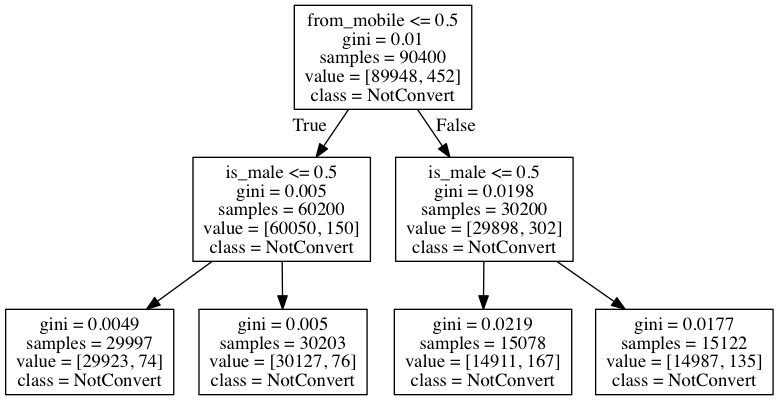 from_mobile <= 0.5
gini = 0.01
samples = 90400
value = [89948, 452]
class = NotConvert
True
False
is_male <= 0.5
gini = 0.005
samples = 60200
value = [60050, 150]
class = NotConvert
is_male <= 0.5
gini = 0.0198
samples = 30200
value = [29898, 302]
class = NotConvert
gini = 0.0049
samples = 29997
value = [29923, 74]
class = NotConvert
gini = 0.005
samples = 30203
value = [30127, 76]
class = NotConvert
gini = 0.0219
samples = 15078
value = [14911, 167]
class = NotConvert
gini = 0.0177
samples = 15122
value = [14987, 135]
class = NotConvert